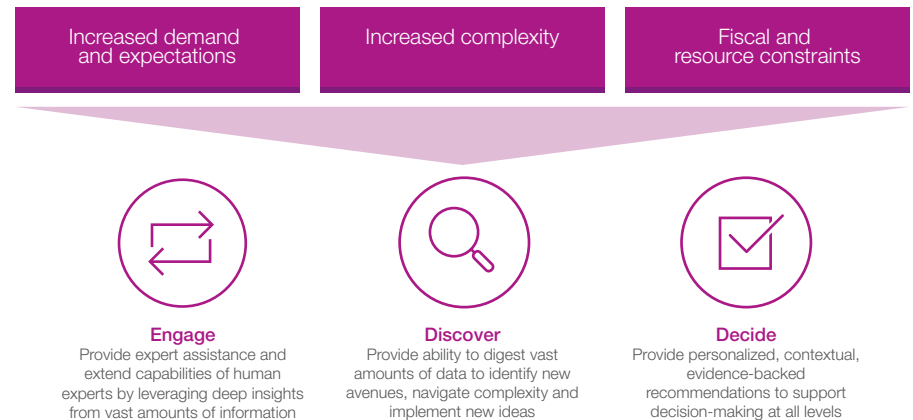 Increased demand
and expectations
Increased complexity
Fiscal and
resource constraints
Engage
Provide expert assistance and
extend capabilities of human
experts by leveraging deep insights
from vast amounts of information
Discover
Provide ability to digest vast
amounts of data to identify new
avenues, navigate complexity and
implement new ideas
Decide
Provide personalized, contextual,
evidence-backed
recommendations to support
decision-making at all levels